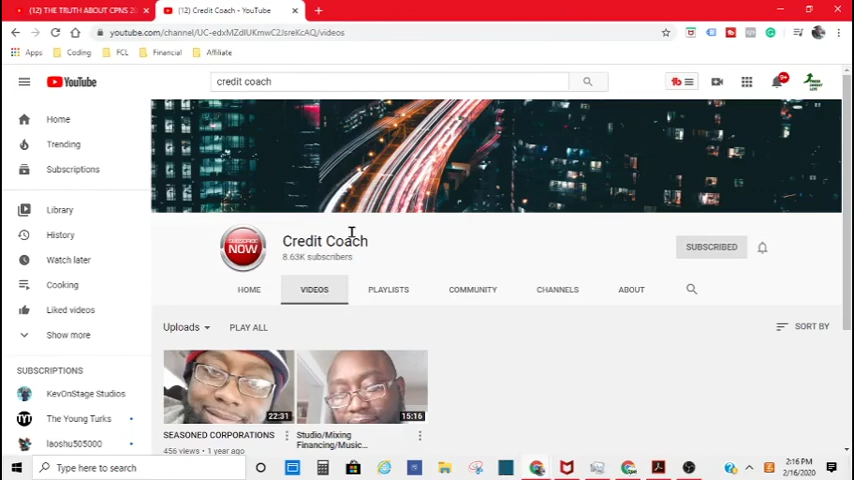 (12) THE TRUTH ABOUT CPNS 20
(12) Credit Coach - YouTube
youtube.com/channel/UC-edxMZdIUKmwC2JsreKcAQ/videos
Apps Coding FCL Financial Affiliate
YouTube
credit coach
9+
Home
Trending
Subscriptions
Library
History
Watch later
Cooking
Liked videos
Show more
SUBSCRIPTIONS
KevOnStage Studios
TYT The Young Turks
laoshu505000
SUBSCRIBE
NOW
Credit Coach
8.63K subscribers
SUBSCRIBED
HOME VIDEOS PLAYLISTS COMMUNITY CHANNELS ABOUT
Uploads PLAY ALL SORT BY
22:31
15:16
SEASONED CORPORATIONS
456 views • 1 year ago
Studio/Mixing
Financing/Music...
Type here to search
2:16 PM
2/16/2020